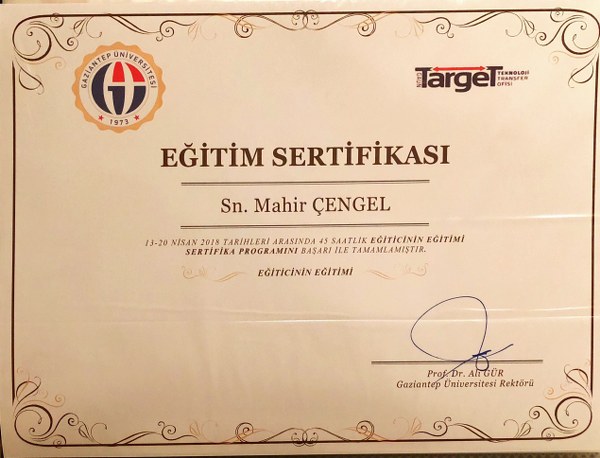 GAZİANTEP ÜNİVERSİTESİ
1973
TargeT
TEKNOLOJİ
TRANSFER
OFİSİ
EĞİTİM SERTİFİKASI
Sn. Mahir ÇENGEL
13-20 NİSAN 2018 TARİHLERİ ARASINDA 45 SAATLİK EĞİTİCİNİN EĞİTİMİ
SERTİFİKA PROGRAMINI BAŞARI İLE TAMAMLAMIŞTIR.
EĞİTİCİNİN EĞİTİMİ
Prof. Dr. Ali GÜR
Gaziantep Üniversitesi Rektörü